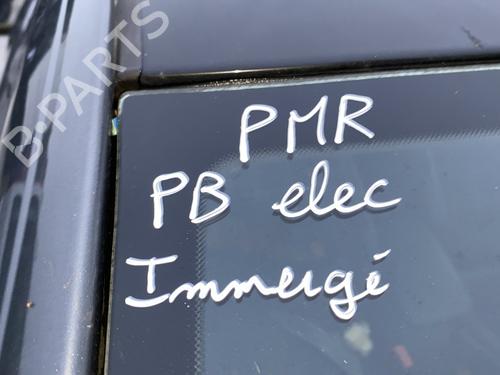 B-PARTS
PMR
PB elec
Immergé